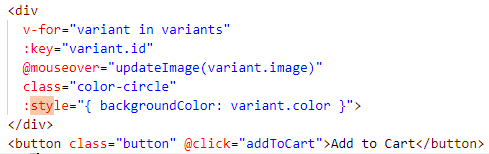 <div
v-for="variant in variants"
:key="variant.id"
@mouseover="updateImage(variant.image)"
class="color-circle"
:style="{ backgroundColor: variant.color }">
</div>
<button class="button" @click="addToCart">Add to Cart</button>